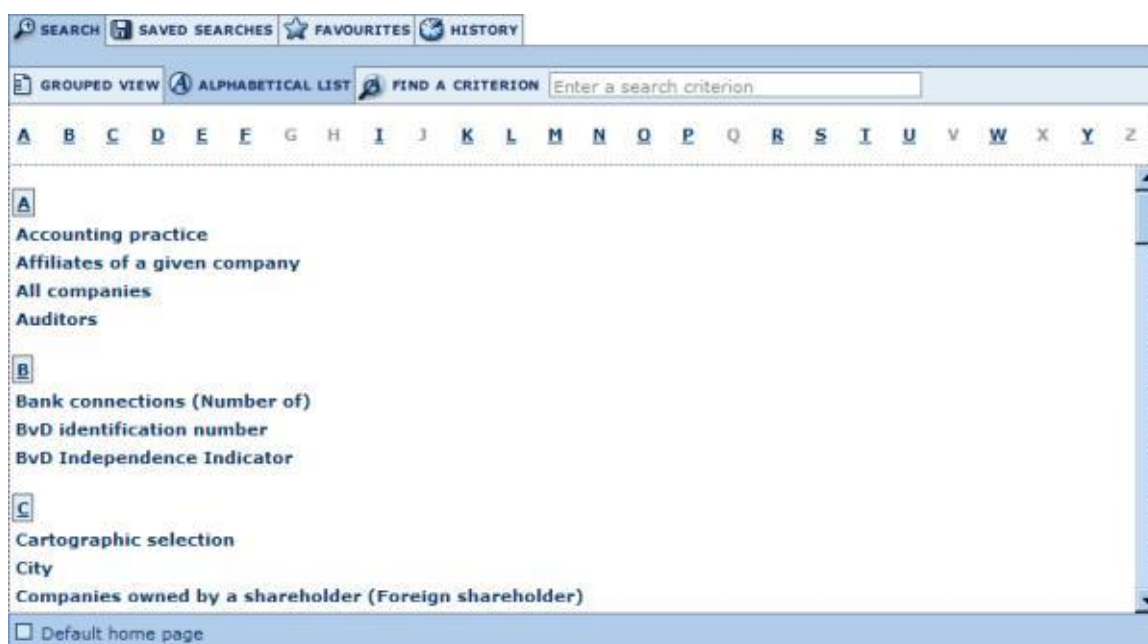 SEARCH SAVED SEARCHES FAVOURITES HISTORY
GROUPED VIEW A ALPHABETICAL LIST FIND A CRITERION Enter a search criterion
A B C D E F G H I J K L M N O P Q R S T U V W X Y Z
A
Accounting practice
Affiliates of a given company
All companies
Auditors
B
Bank connections (Number of)
BvD identification number
BvD Independence Indicator
C
Cartographic selection
City
Companies owned by a shareholder (Foreign shareholder)
Default home page